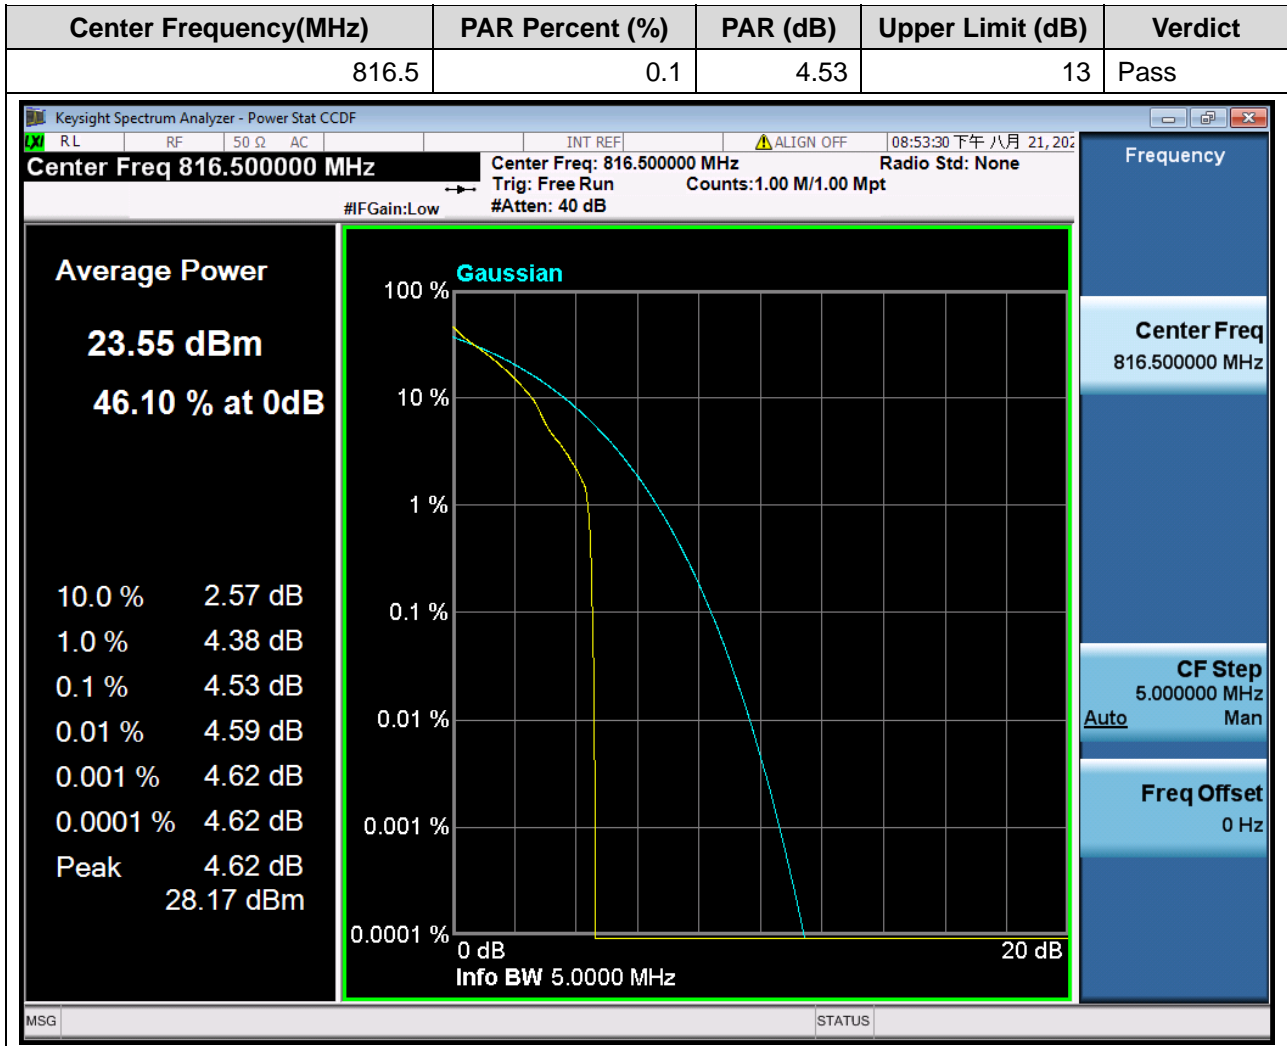 Center Frequency(MHz) PAR Percent (%) PAR (dB) Upper Limit (dB) Verdict
816.5 0.1 4.53 13 Pass
Keysight Spectrum Analyzer - Power Stat CCDF
LXI RL RF 50 Ω AC INT REF ALIGN OFF 08:53:30 下午 八月 21, 202
Center Freq 816.500000 MHz
Center Freq: 816.500000 MHz Radio Std: None
Trig: Free Run Counts:1.00 M/1.00 Mpt
#IFGain:Low #Atten: 40 dB
Average Power
23.55 dBm
46.10 % at 0dB
10.0 % 2.57 dB
1.0 % 4.38 dB
0.1 % 4.53 dB
0.01 % 4.59 dB
0.001 % 4.62 dB
0.0001 % 4.62 dB
Peak 4.62 dB
28.17 dBm
Gaussian
100 %
10 %
1 %
0.1 %
0.01 %
0.001 %
0.0001 %
0 dB 20 dB
Info BW 5.0000 MHz
Frequency
Center Freq
816.500000 MHz
CF Step
5.000000 MHz
Auto Man
Freq Offset
0 Hz
MSG STATUS